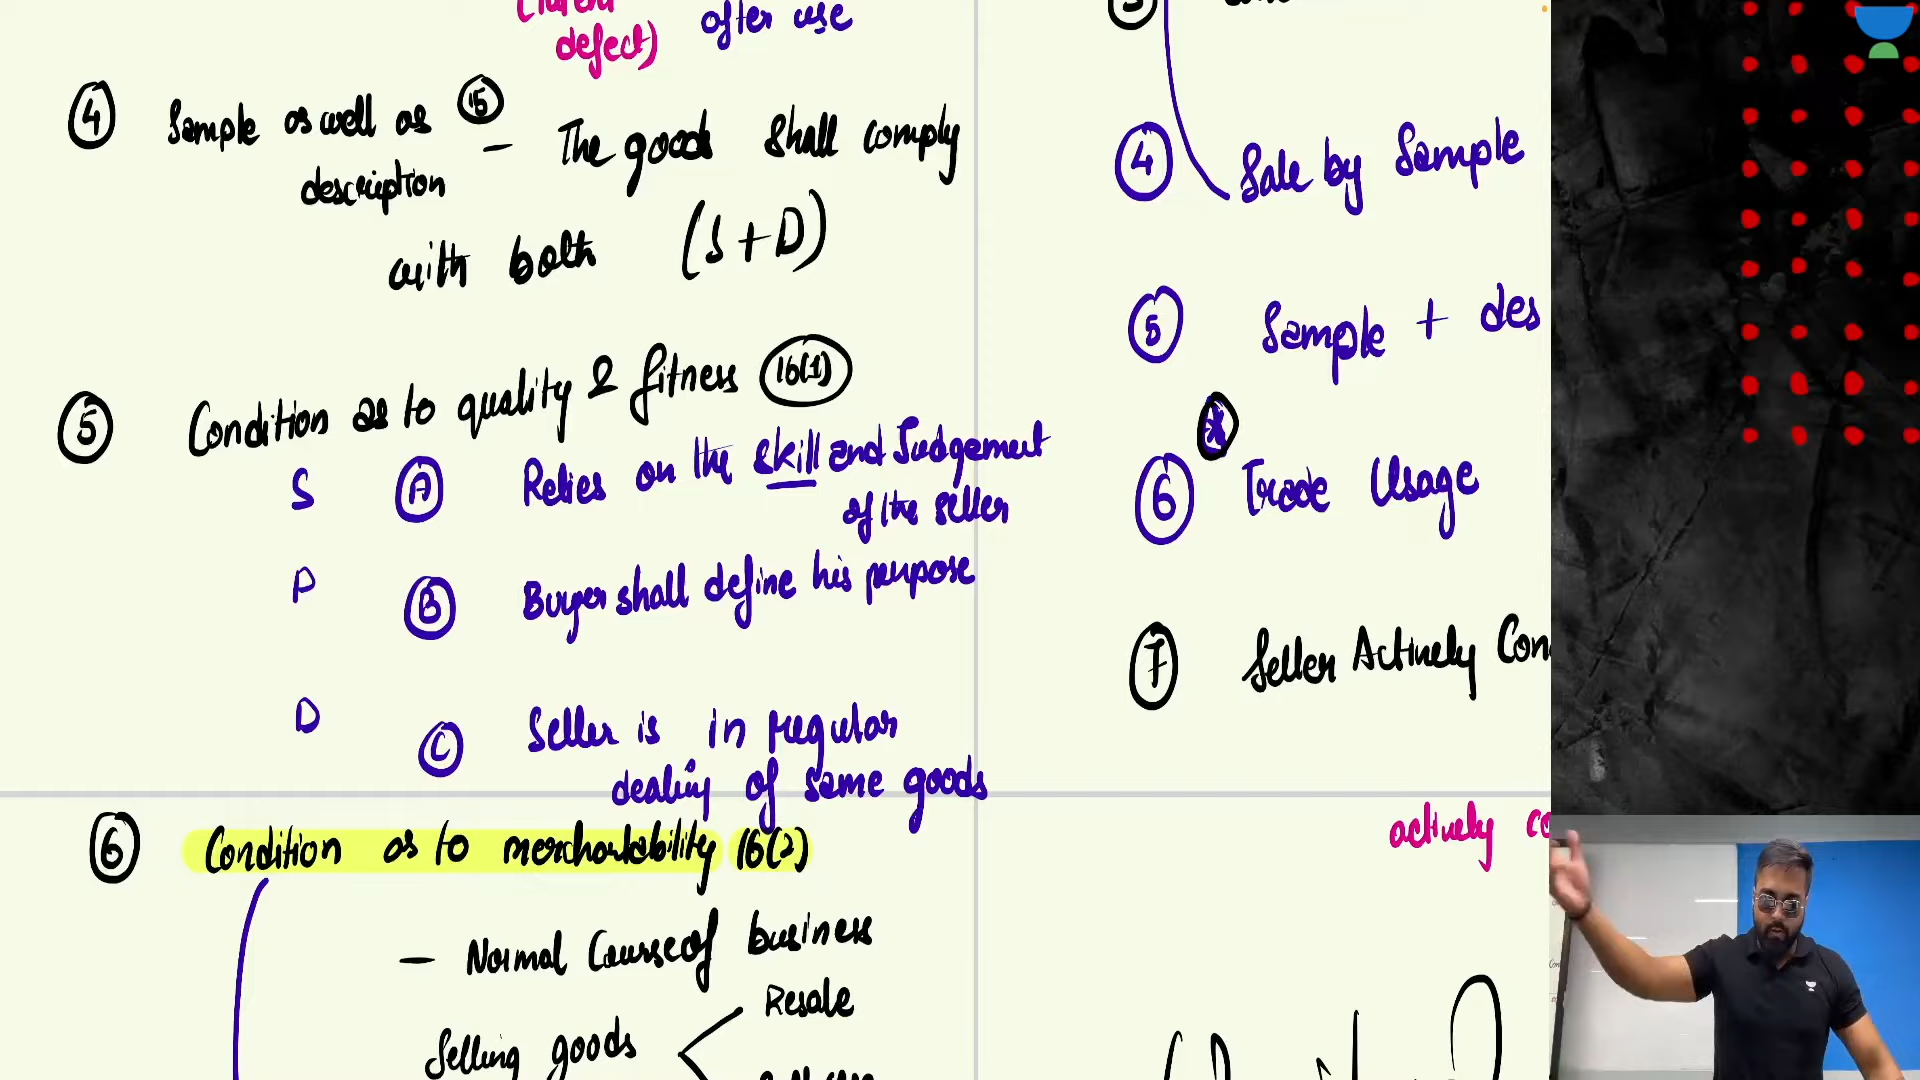 defect) after use
4 Sample as well as 15 - The goods shall comply
description
with both (S+D)
5 Condition as to quality & fitness 16(1)
S A Relies on the skill and Judgement
of the seller
P B Buyer shall define his purpose
D C Seller is in regular
dealing of same goods
6 Condition as to merchantability 16(2)
- Normal Course of business
Selling goods
Resale
4 Sale by Sample
5 Sample + des
6 Trade Usage
7 Seller Actively Con
actively co